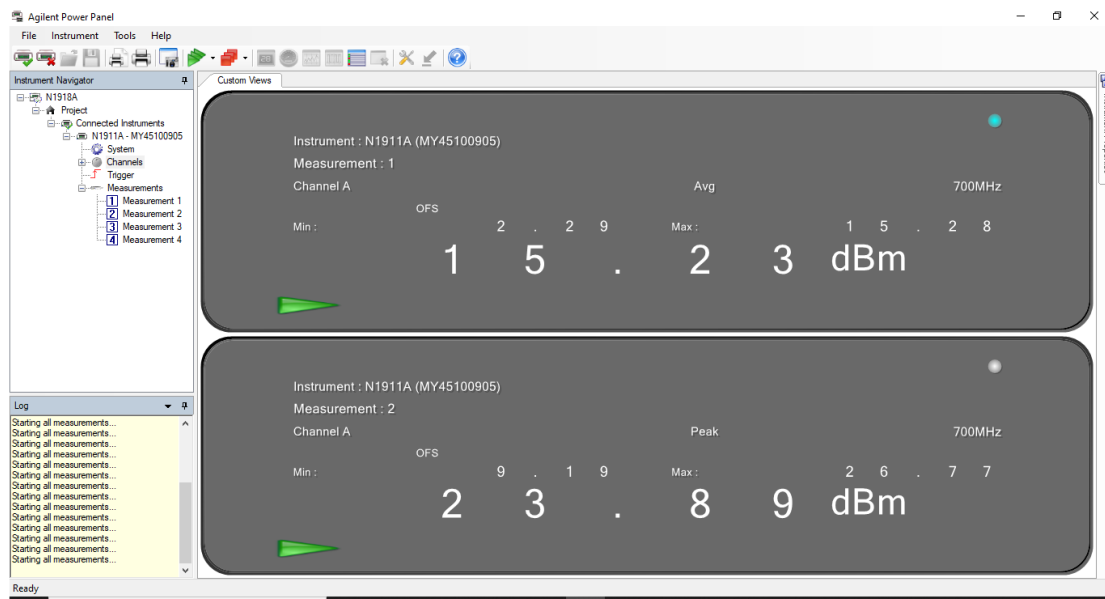 Agilent Power Panel
File Instrument Tools Help
Instrument Navigator
N1918A
Project
Connected Instruments
N1911A - MY45100905
System
Channels
Trigger
Measurements
1 Measurement 1
2 Measurement 2
3 Measurement 3
4 Measurement 4
Log
Starting all measurements...
Starting all measurements...
Starting all measurements...
Starting all measurements...
Starting all measurements...
Starting all measurements...
Starting all measurements...
Starting all measurements...
Starting all measurements...
Starting all measurements...
Starting all measurements...
Starting all measurements...
Starting all measurements...
Starting all measurements...
Custom Views
Instrument : N1911A (MY45100905)
Measurement : 1
Channel A Avg 700MHz
OFS
Min : 2 . 2 9 Max : 1 5 . 2 8
1 5 . 2 3 dBm
Instrument : N1911A (MY45100905)
Measurement : 2
Channel A Peak 700MHz
OFS
Min : 9 . 1 9 Max : 2 6 . 7 7
2 3 . 8 9 dBm
Ready